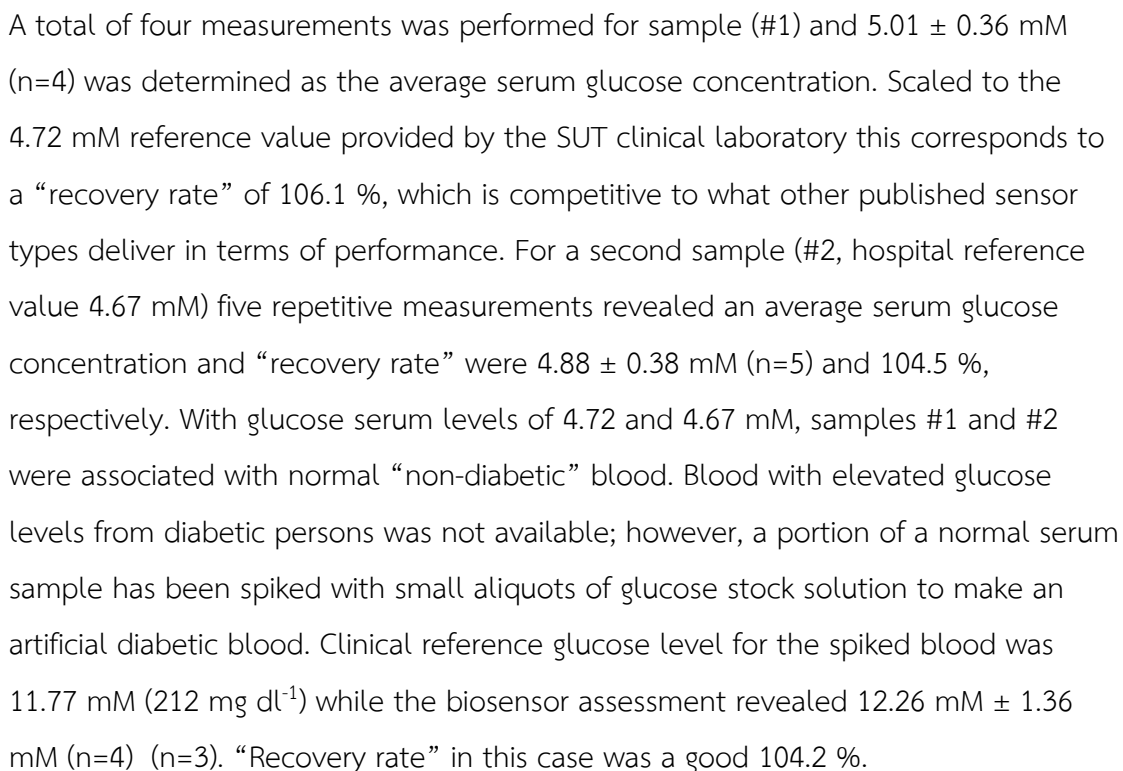 A total of four measurements was performed for sample (#1) and 5.01 ± 0.36 mM
(n=4) was determined as the average serum glucose concentration. Scaled to the
4.72 mM reference value provided by the SUT clinical laboratory this corresponds to
a “recovery rate” of 106.1 %, which is competitive to what other published sensor
types deliver in terms of performance. For a second sample (#2, hospital reference
value 4.67 mM) five repetitive measurements revealed an average serum glucose
concentration and “recovery rate” were 4.88 ± 0.38 mM (n=5) and 104.5 %,
respectively. With glucose serum levels of 4.72 and 4.67 mM, samples #1 and #2
were associated with normal “non-diabetic” blood. Blood with elevated glucose
levels from diabetic persons was not available; however, a portion of a normal serum
sample has been spiked with small aliquots of glucose stock solution to make an
artificial diabetic blood. Clinical reference glucose level for the spiked blood was
11.77 mM (212 mg dl⁻¹) while the biosensor assessment revealed 12.26 mM ± 1.36
mM (n=4) (n=3). “Recovery rate” in this case was a good 104.2 %.